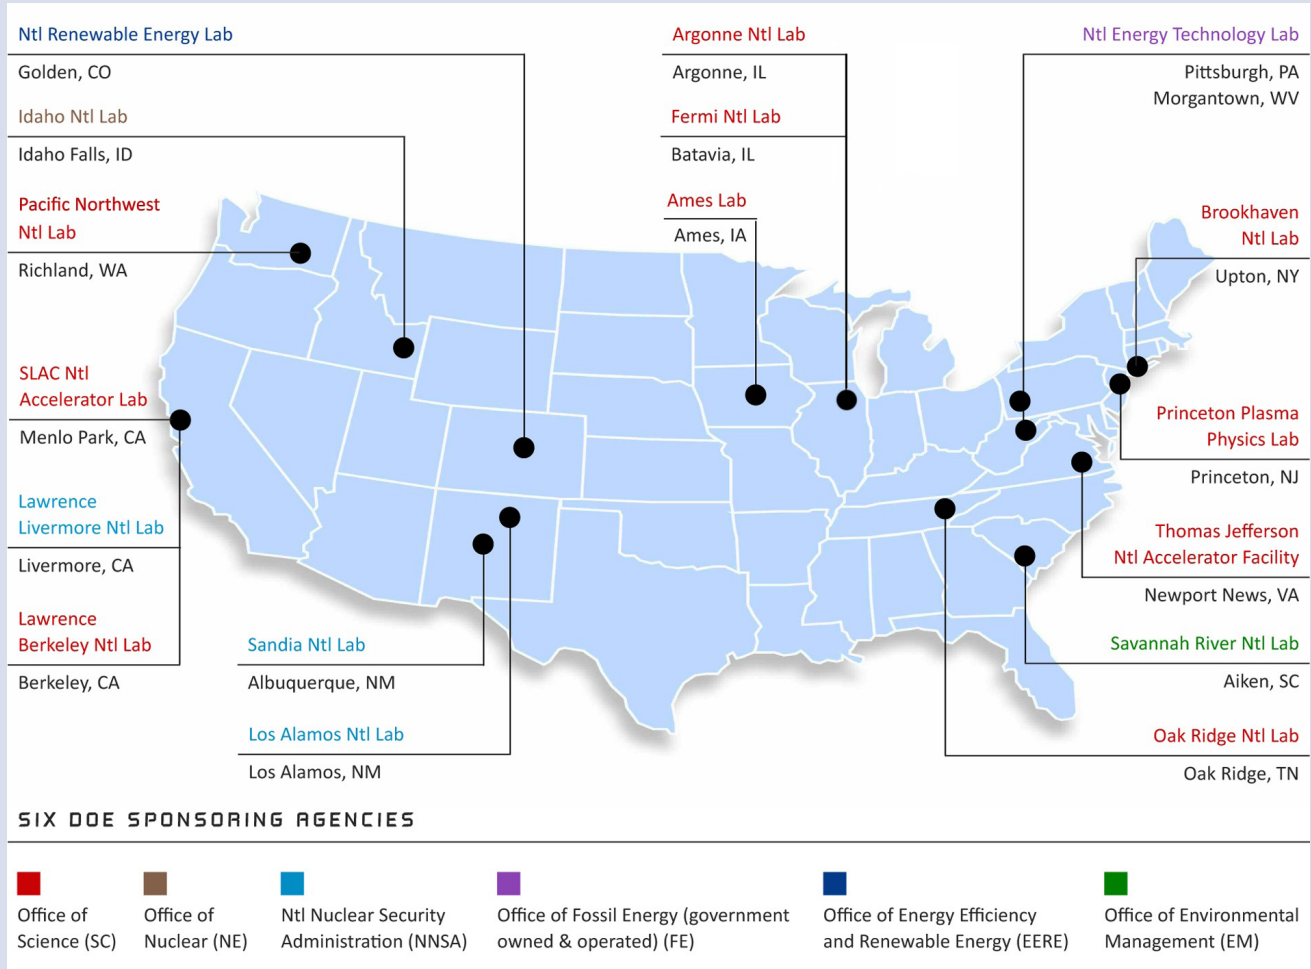 Ntl Renewable Energy Lab
Golden, CO
Idaho Ntl Lab
Idaho Falls, ID
Pacific Northwest
Ntl Lab
Richland, WA
SLAC Ntl
Accelerator Lab
Menlo Park, CA
Lawrence
Livermore Ntl Lab
Livermore, CA
Lawrence
Berkeley Ntl Lab
Berkeley, CA
Sandia Ntl Lab
Albuquerque, NM
Los Alamos Ntl Lab
Los Alamos, NM
Argonne Ntl Lab
Argonne, IL
Fermi Ntl Lab
Batavia, IL
Ames Lab
Ames, IA
Ntl Energy Technology Lab
Pittsburgh, PA
Morgantown, WV
Brookhaven
Ntl Lab
Upton, NY
Princeton Plasma
Physics Lab
Princeton, NJ
Thomas Jefferson
Ntl Accelerator Facility
Newport News, VA
Savannah River Ntl Lab
Aiken, SC
Oak Ridge Ntl Lab
Oak Ridge, TN
SIX DOE SPONSORING AGENCIES
Office of
Science (SC)
Office of
Nuclear (NE)
Ntl Nuclear Security
Administration (NNSA)
Office of Fossil Energy (government
owned & operated) (FE)
Office of Energy Efficiency
and Renewable Energy (EERE)
Office of Environmental
Management (EM)